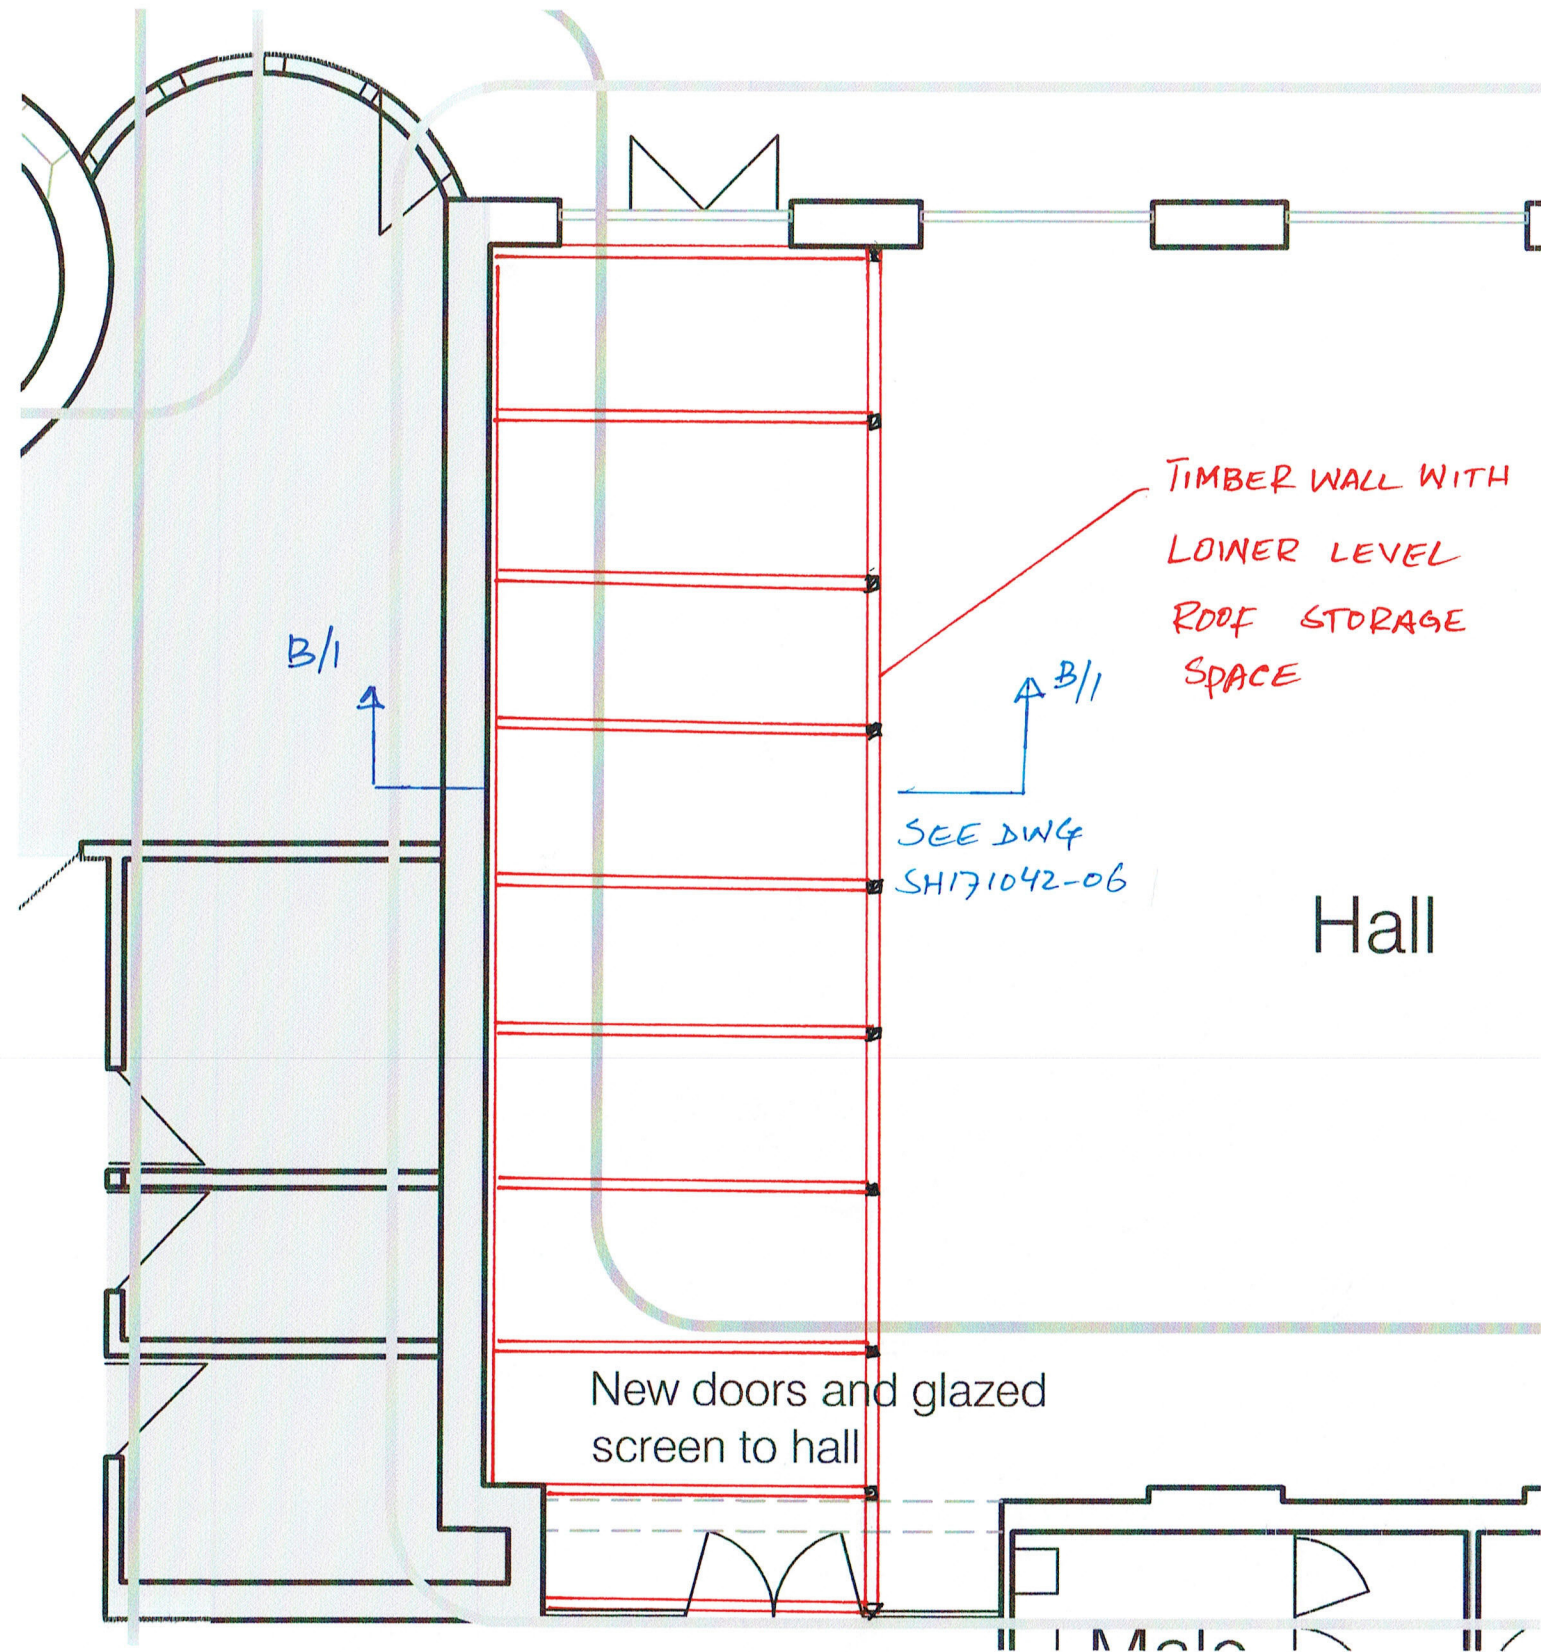 TIMBER WALL WITH
LOWER LEVEL
ROOF STORAGE
SPACE
B/1
B/1
SEE DWG
SH171042-06
Hall
New doors and glazed
screen to hall
Male